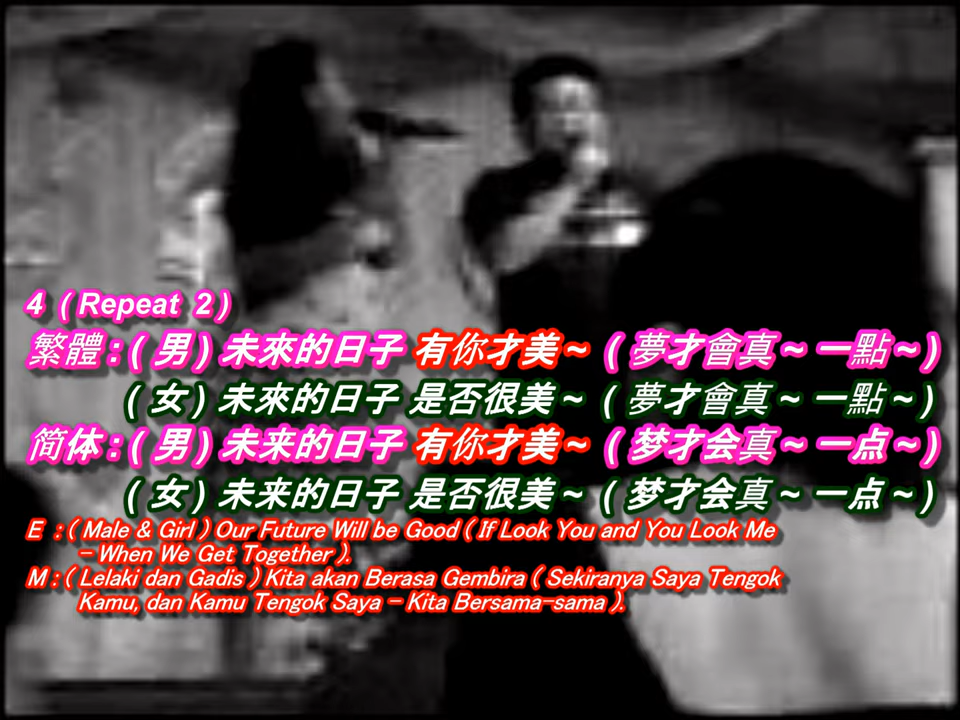 4 ( Repeat 2 )
繁體 : ( 男 ) 未來的日子 有你才美 ~ ( 夢才會真 ~ 一點 ~ )
( 女 ) 未來的日子 是否很美 ~ ( 夢才會真 ~ 一點 ~ )
简体 : ( 男 ) 未来的日子 有你才美 ~ ( 梦才会真 ~ 一点 ~ )
( 女 ) 未来的日子 是否很美 ~ ( 梦才会真 ~ 一点 ~ )
E : ( Male & Girl ) Our Future Will be Good ( If Look You and You Look Me
- When We Get Together ).
M : ( Lelaki dan Gadis ) Kita akan Berasa Gembira ( Sekiranya Saya Tengok
Kamu, dan Kamu Tengok Saya - Kita Bersama-sama ).